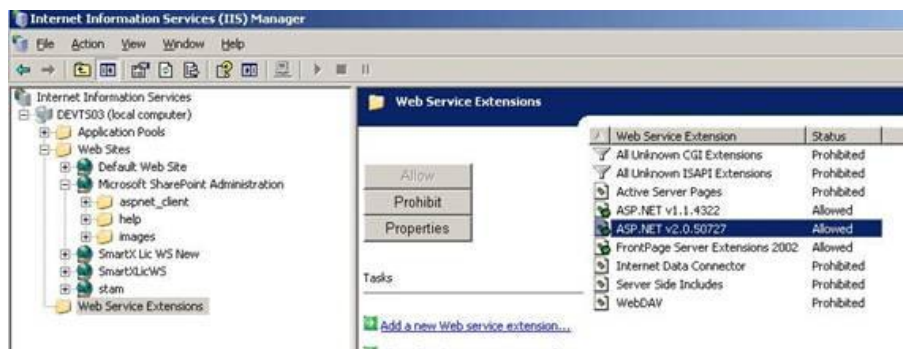 Internet Information Services (IIS) Manager
File Action View Window Help
Internet Information Services
DEVTS03 (local computer)
Application Pools
Web Sites
Default Web Site
Microsoft SharePoint Administration
aspnet_client
help
images
SmartX Lic WS New
SmartXLicWS
stam
Web Service Extensions
Web Service Extensions
Allow
Prohibit
Properties
Tasks
Add a new Web service extension...
Web Service Extension Status
All Unknown CGI Extensions Prohibited
All Unknown ISAPI Extensions Prohibited
Active Server Pages Prohibited
ASP.NET v1.1.4322 Allowed
ASP.NET v2.0.50727 Allowed
FrontPage Server Extensions 2002 Allowed
Internet Data Connector Prohibited
Server Side Includes Prohibited
WebDAV Prohibited